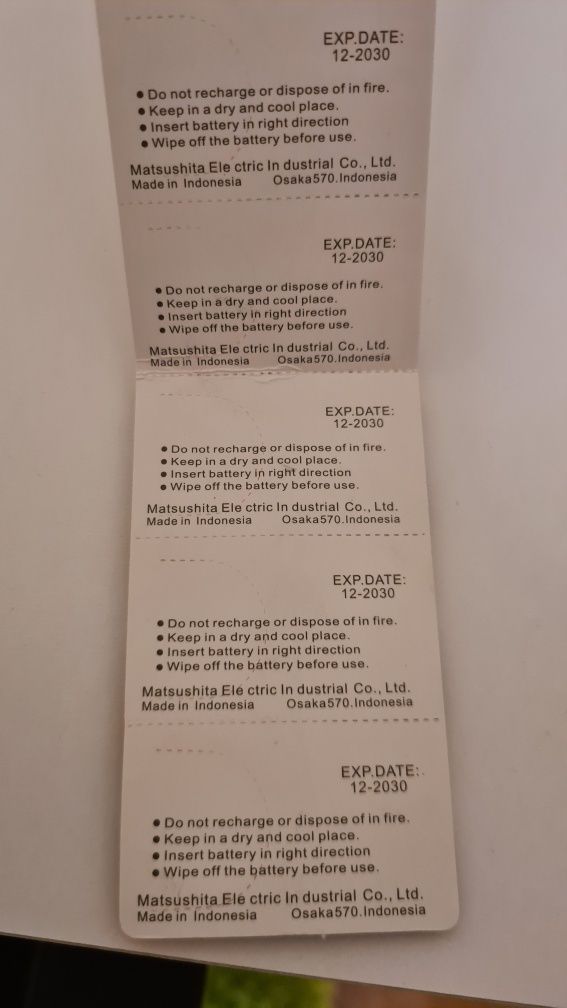 EXP.DATE:
12-2030
● Do not recharge or dispose of in fire.
● Keep in a dry and cool place.
● Insert battery in right direction
● Wipe off the battery before use.
Matsushita Ele ctric In dustrial Co., Ltd.
Made in Indonesia Osaka570.Indonesia
EXP.DATE:
12-2030
● Do not recharge or dispose of in fire.
● Keep in a dry and cool place.
● Insert battery in right direction
● Wipe off the battery before use.
Matsushita Ele ctric In dustrial Co., Ltd.
Made in Indonesia Osaka570.Indonesia
EXP.DATE:
12-2030
● Do not recharge or dispose of in fire.
● Keep in a dry and cool place.
● Insert battery in right direction
● Wipe off the battery before use.
Matsushita Ele ctric In dustrial Co., Ltd.
Made in Indonesia Osaka570.Indonesia
EXP.DATE:
12-2030
● Do not recharge or dispose of in fire.
● Keep in a dry and cool place.
● Insert battery in right direction
● Wipe off the battery before use.
Matsushita Ele ctric In dustrial Co., Ltd.
Made in Indonesia Osaka570.Indonesia
EXP.DATE:
12-2030
● Do not recharge or dispose of in fire.
● Keep in a dry and cool place.
● Insert battery in right direction
● Wipe off the battery before use.
Matsushita Ele ctric In dustrial Co., Ltd.
Made in Indonesia Osaka570.Indonesia